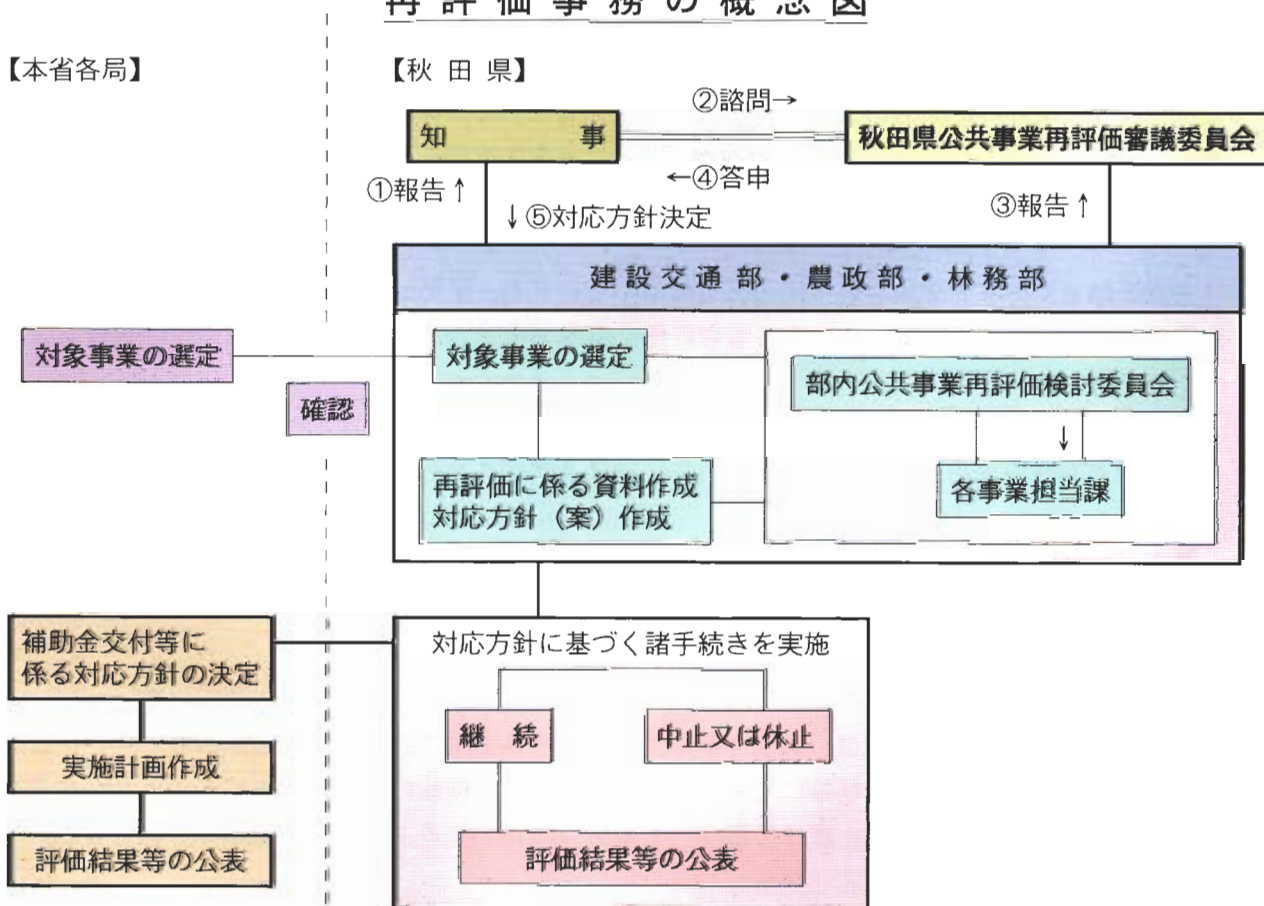 再評価事務の概念図
【本省各局】
【秋田県】
②諮問→
知事
秋田県公共事業再評価審議委員会
←④答申
①報告↑
↓⑤対応方針決定
③報告↑
建設交通部・農政部・林務部
対象事業の選定
対象事業の選定
部内公共事業再評価検討委員会
確認
↓
再評価に係る資料作成
対応方針（案）作成
各事業担当課
補助金交付等に
係る対応方針の決定
対応方針に基づく諸手続きを実施
継続
中止又は休止
実施計画作成
評価結果等の公表
評価結果等の公表